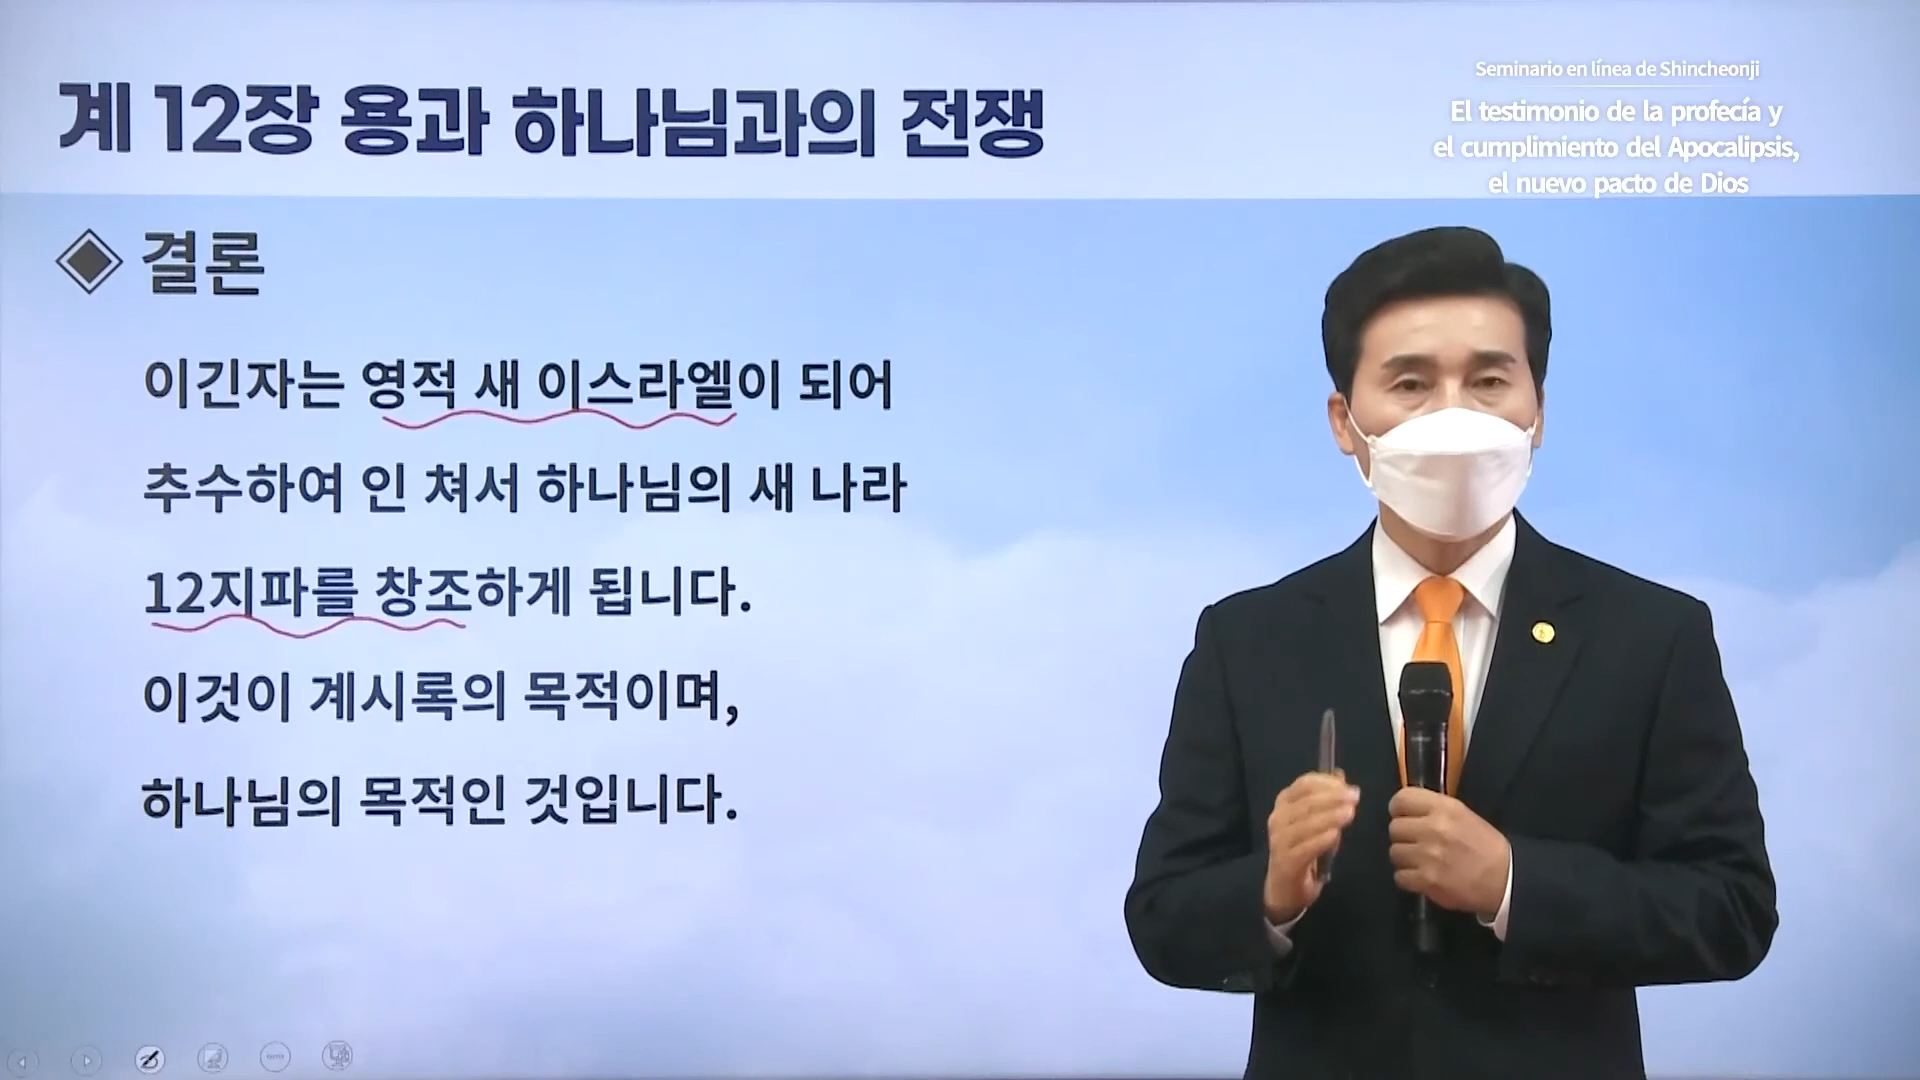 계 12장 용과 하나님과의 전쟁
Seminario en línea de Shincheonji
El testimonio de la profecía y
el cumplimiento del Apocalipsis,
el nuevo pacto de Dios
결론
이긴자는 영적 새 이스라엘이 되어
추수하여 인 쳐서 하나님의 새 나라
12지파를 창조하게 됩니다.
이것이 계시록의 목적이며,
하나님의 목적인 것입니다.